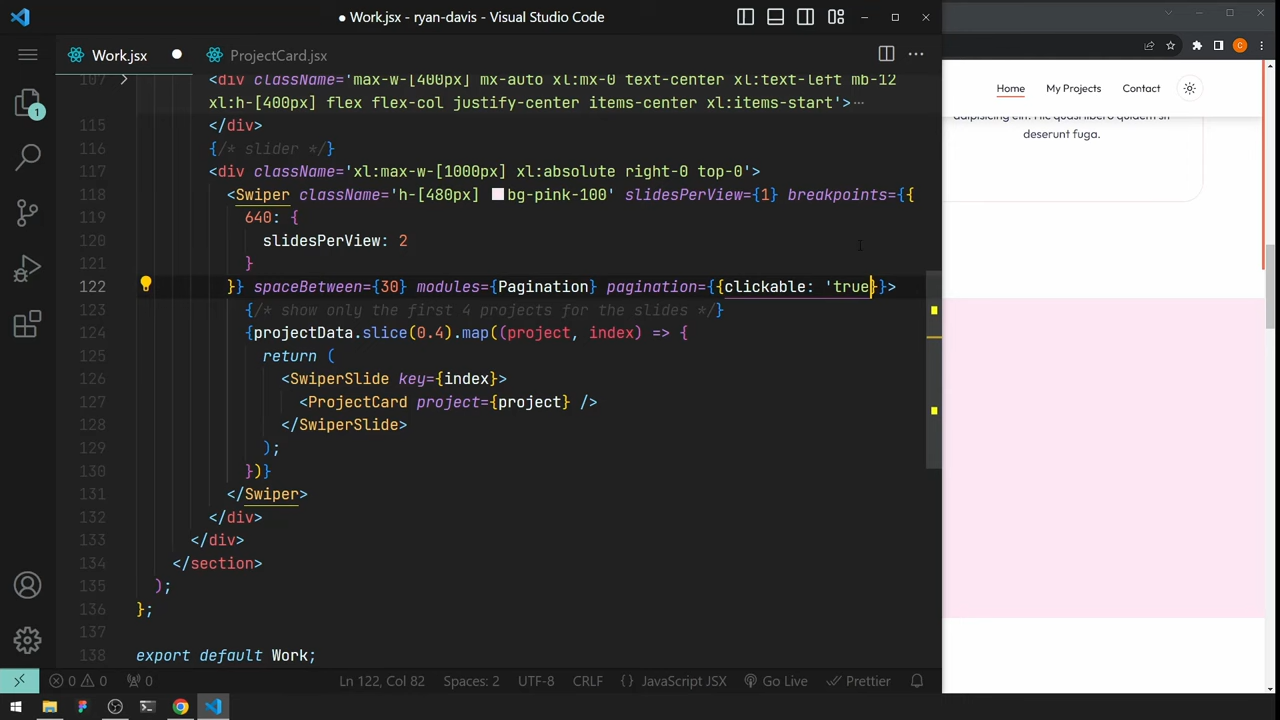 ● Work.jsx - ryan-davis - Visual Studio Code
Work.jsx ● ProjectCard.jsx
107 <div className='max-w-[400px] mx-auto xl:mx-0 text-center xl:text-left mb-12
xl:h-[400px] flex flex-col justify-center items-center xl:items-start'>…
115 </div>
116 {/* slider */}
117 <div className='xl:max-w-[1000px] xl:absolute right-0 top-0'>
118 <Swiper className='h-[480px] bg-pink-100' slidesPerView={1} breakpoints={{
119 640: {
120 slidesPerView: 2
121 }
122 }} spaceBetween={30} modules={Pagination} pagination={{clickable: 'true}}>
123 {/* show only the first 4 projects for the slides */}
124 {projectData.slice(0.4).map((project, index) => {
125 return (
126 <SwiperSlide key={index}>
127 <ProjectCard project={project} />
128 </SwiperSlide>
129 );
130 })}
131 </Swiper>
132 </div>
133 </div>
134 </section>
135 );
136 };
137
138 export default Work;
1
0 0 0 Ln 122, Col 82 Spaces: 2 UTF-8 CRLF {} JavaScript JSX Go Live Prettier
C
Home My Projects Contact
deserunt fuga.